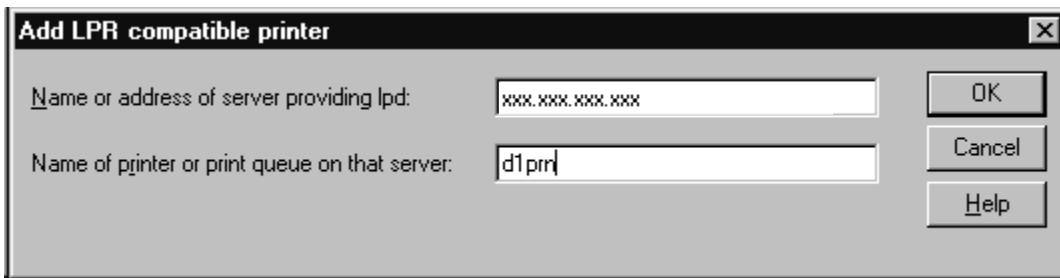 Add LPR compatible printer
Name or address of server providing lpd:
xxx.xxx.xxx.xxx
OK
Name of printer or print queue on that server:
d1prn
Cancel
Help